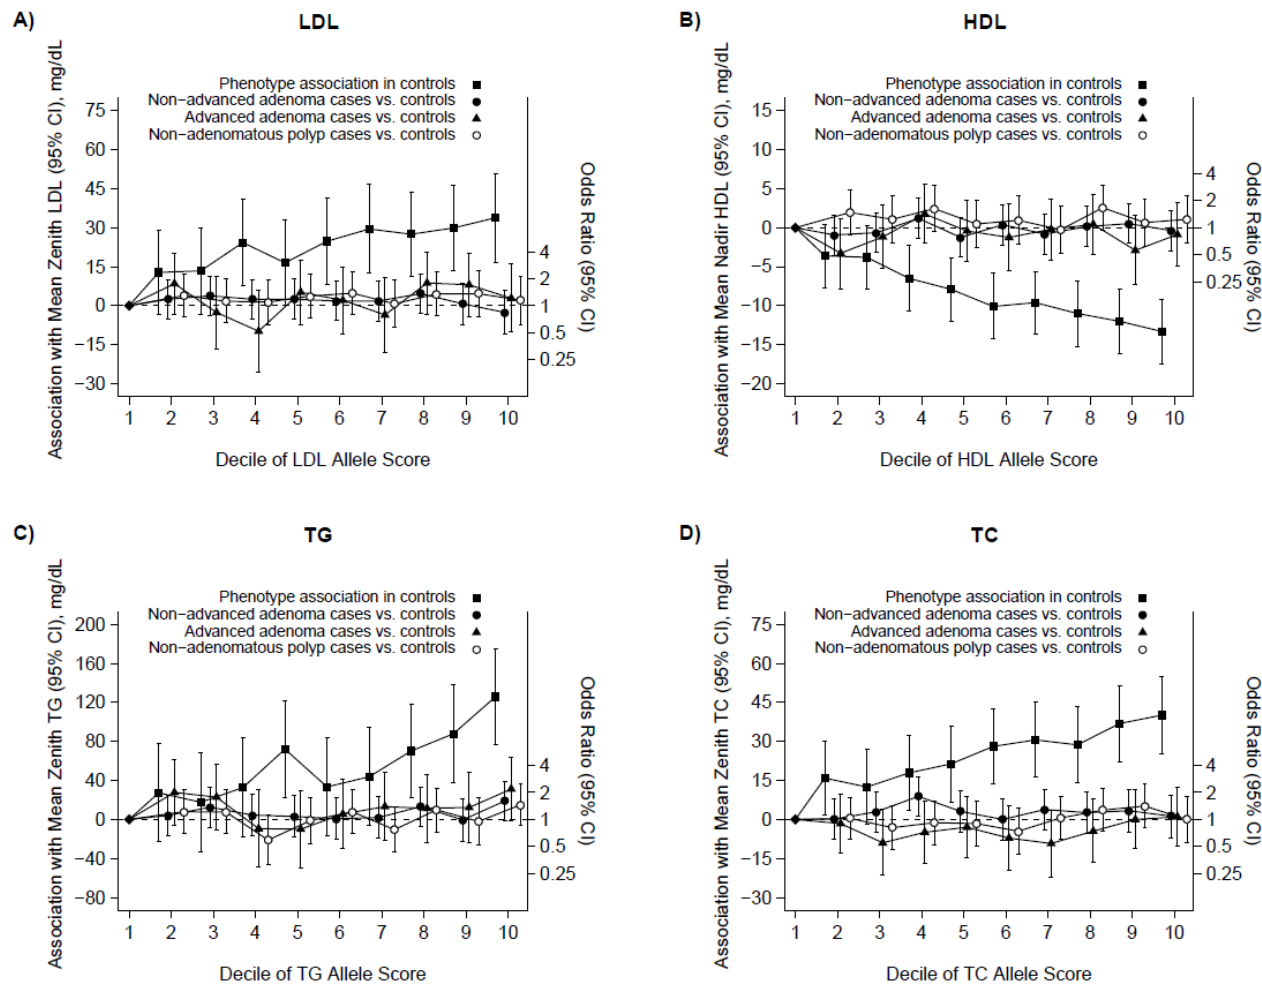 A)
LDL
Phenotype association in controls
Non−advanced adenoma cases vs. controls
Advanced adenoma cases vs. controls
Non−adenomatous polyp cases vs. controls
Association with Mean Zenith LDL (95% CI), mg/dL
75
60
45
30
15
0
−15
−30
4
2
1
0.5
0.25
Odds Ratio (95% CI)
1 2 3 4 5 6 7 8 9 10
Decile of LDL Allele Score
B)
HDL
Phenotype association in controls
Non−advanced adenoma cases vs. controls
Advanced adenoma cases vs. controls
Non−adenomatous polyp cases vs. controls
Association with Mean Nadir HDL (95% CI), mg/dL
15
10
5
0
−5
−10
−15
−20
4
2
1
0.5
0.25
Odds Ratio (95% CI)
1 2 3 4 5 6 7 8 9 10
Decile of HDL Allele Score
C)
TG
Phenotype association in controls
Non−advanced adenoma cases vs. controls
Advanced adenoma cases vs. controls
Non−adenomatous polyp cases vs. controls
Association with Mean Zenith TG (95% CI), mg/dL
200
160
120
80
40
0
−40
−80
4
2
1
0.5
0.25
Odds Ratio (95% CI)
1 2 3 4 5 6 7 8 9 10
Decile of TG Allele Score
D)
TC
Phenotype association in controls
Non−advanced adenoma cases vs. controls
Advanced adenoma cases vs. controls
Non−adenomatous polyp cases vs. controls
Association with Mean Zenith TC (95% CI), mg/dL
75
60
45
30
15
0
−15
−30
4
2
1
0.5
0.25
Odds Ratio (95% CI)
1 2 3 4 5 6 7 8 9 10
Decile of TC Allele Score